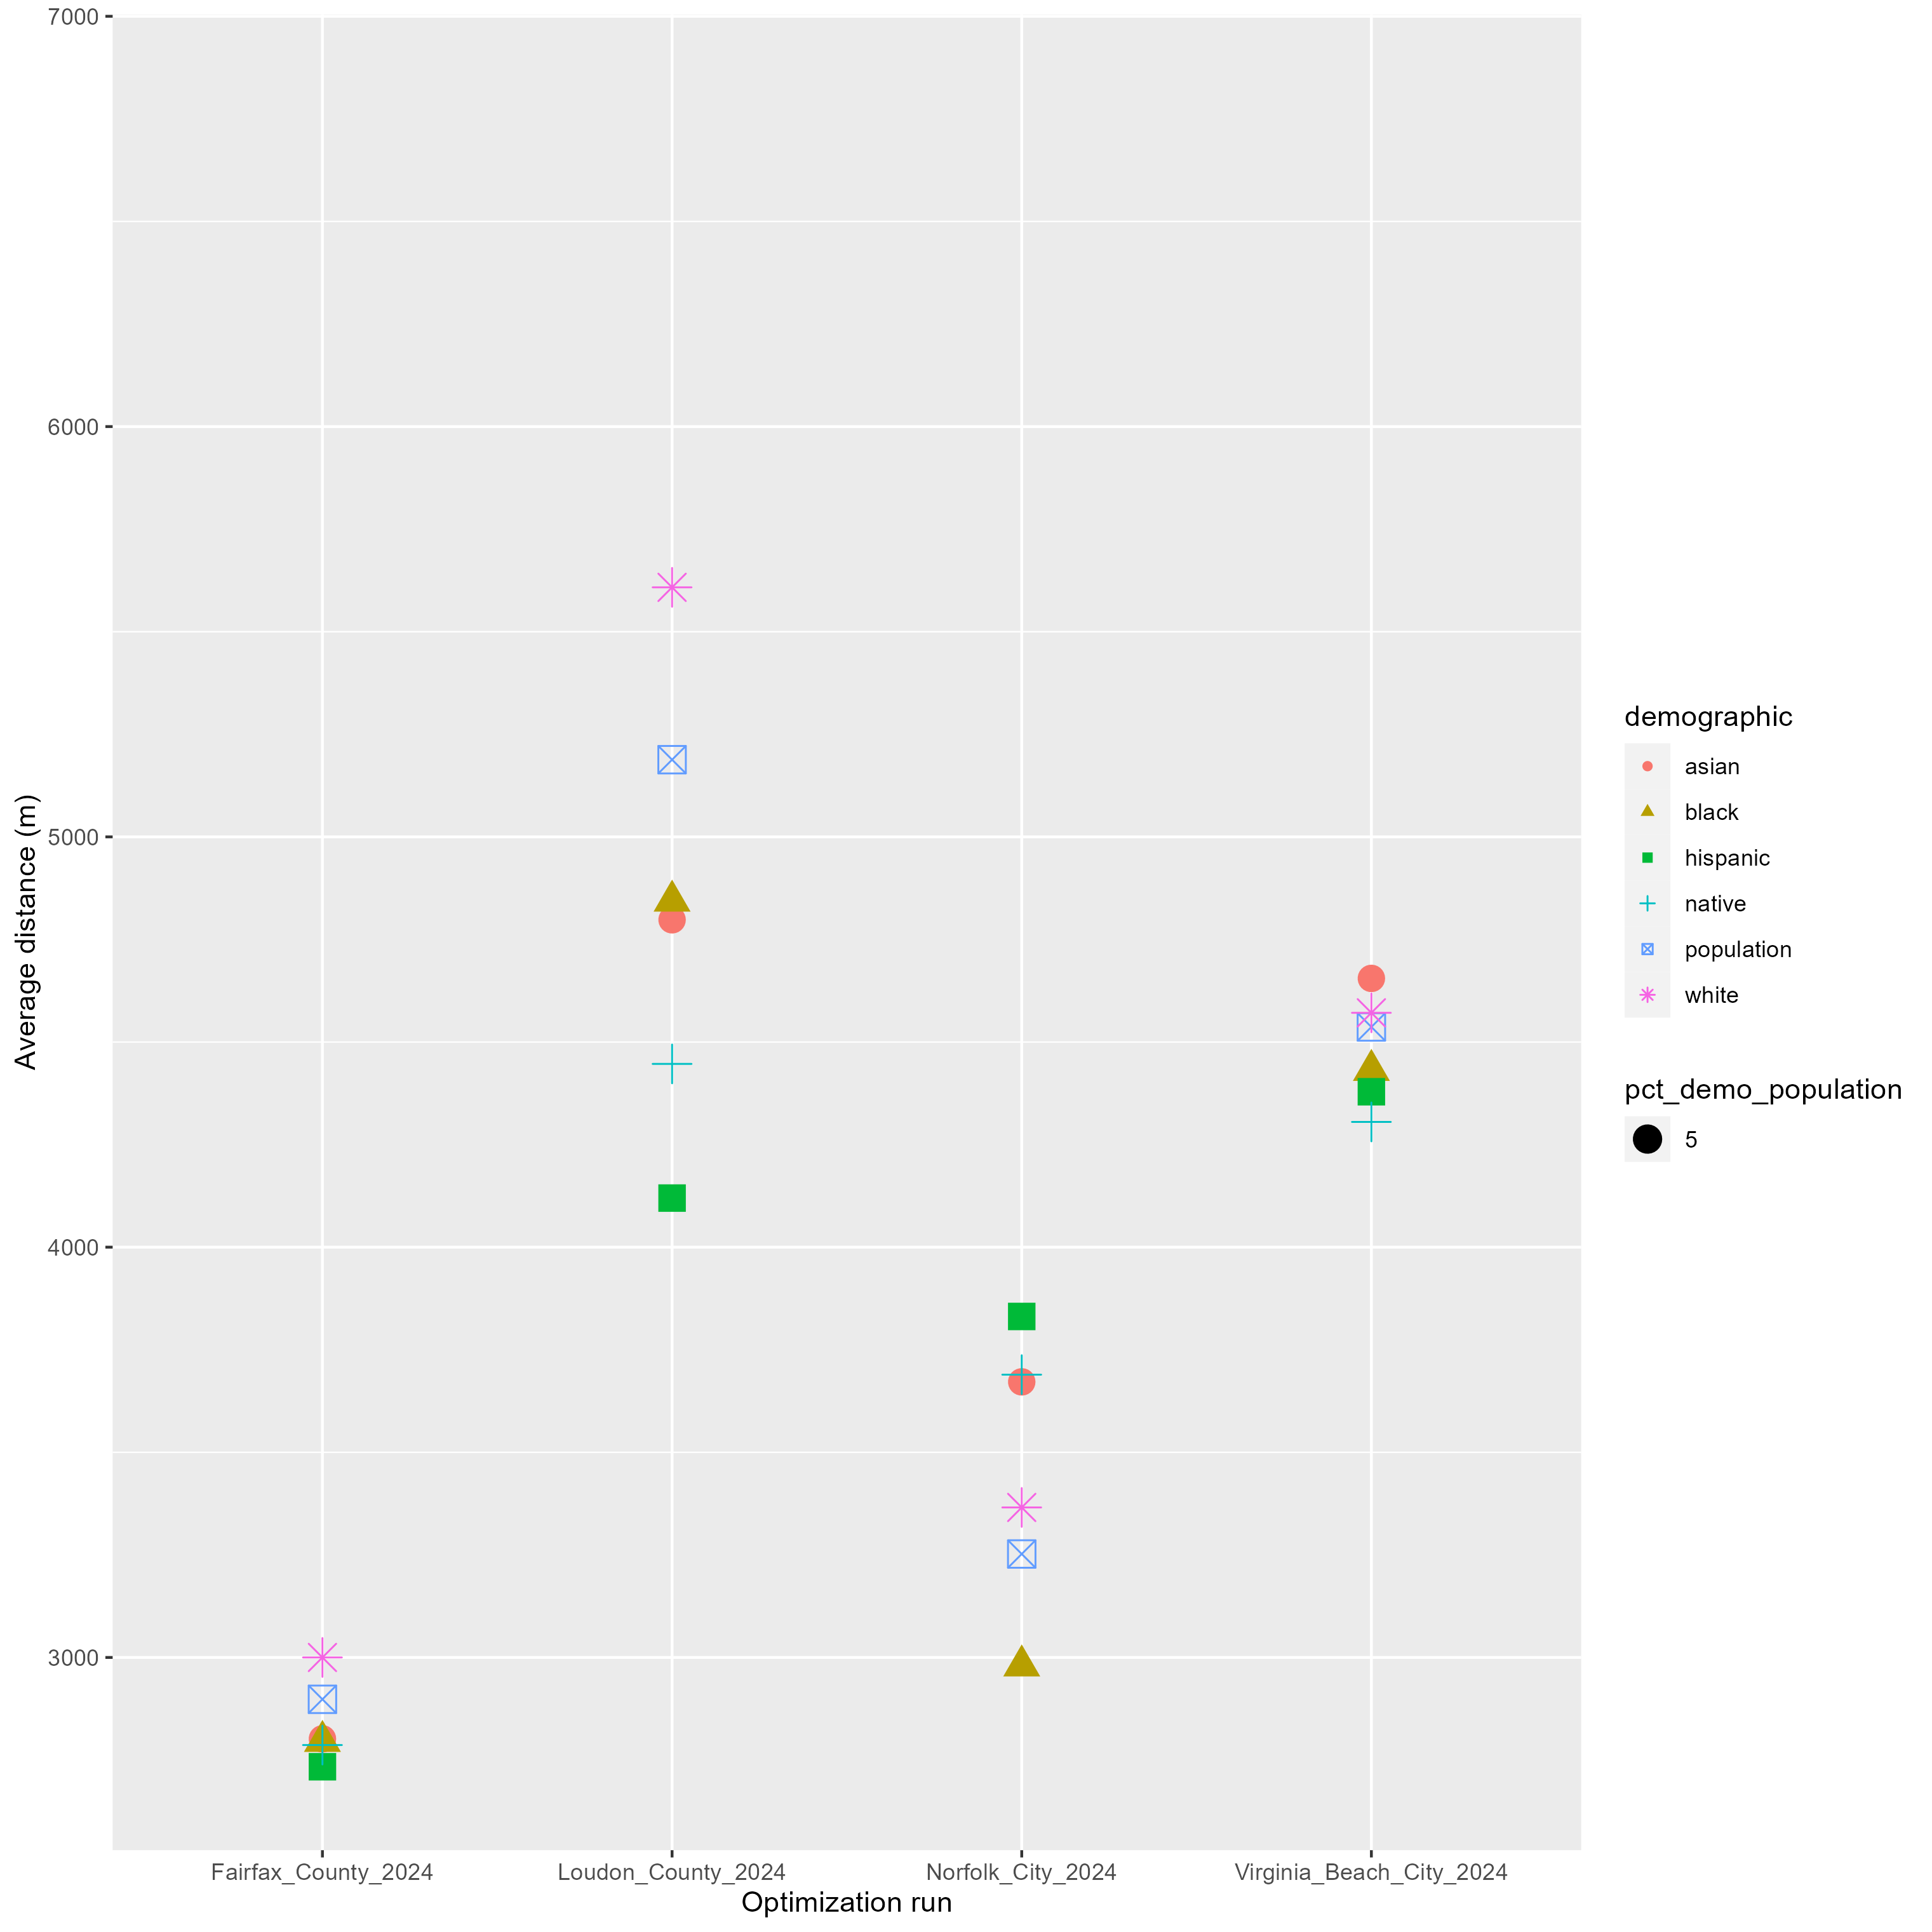 7000
6000
5000
4000
3000
Average distance (m)
Fairfax_County_2024
Loudon_County_2024
Norfolk_City_2024
Virginia_Beach_City_2024
Optimization run
demographic
asian
black
hispanic
native
population
white
pct_demo_population
5